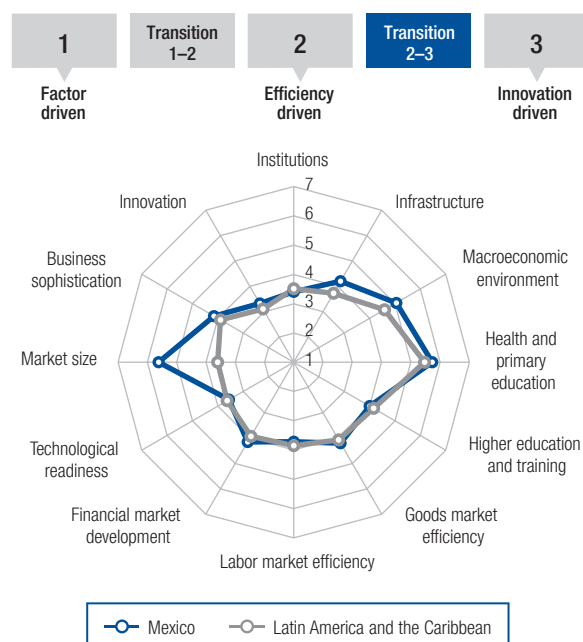 1
Transition
1–2
2
Transition
2–3
3
Factor
driven
Efficiency
driven
Innovation
driven
Institutions
7
Innovation
6
Infrastructure
5
Business
sophistication
4
Macroeconomic
environment
3
2
Market size
1
Health and
primary
education
Technological
readiness
Higher education
and training
Financial market
development
Goods market
efficiency
Labor market efficiency
Mexico
Latin America and the Caribbean